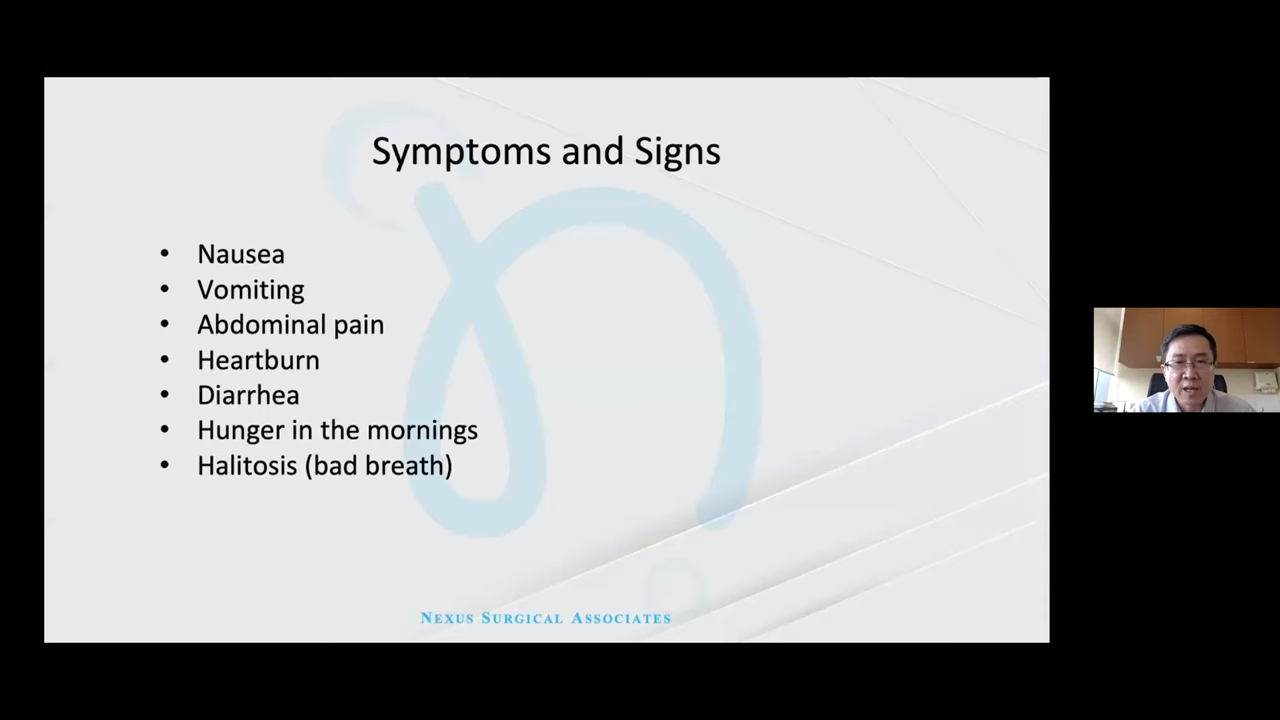 Symptoms and Signs
• Nausea
• Vomiting
• Abdominal pain
• Heartburn
• Diarrhea
• Hunger in the mornings
• Halitosis (bad breath)
NEXUS SURGICAL ASSOCIATES